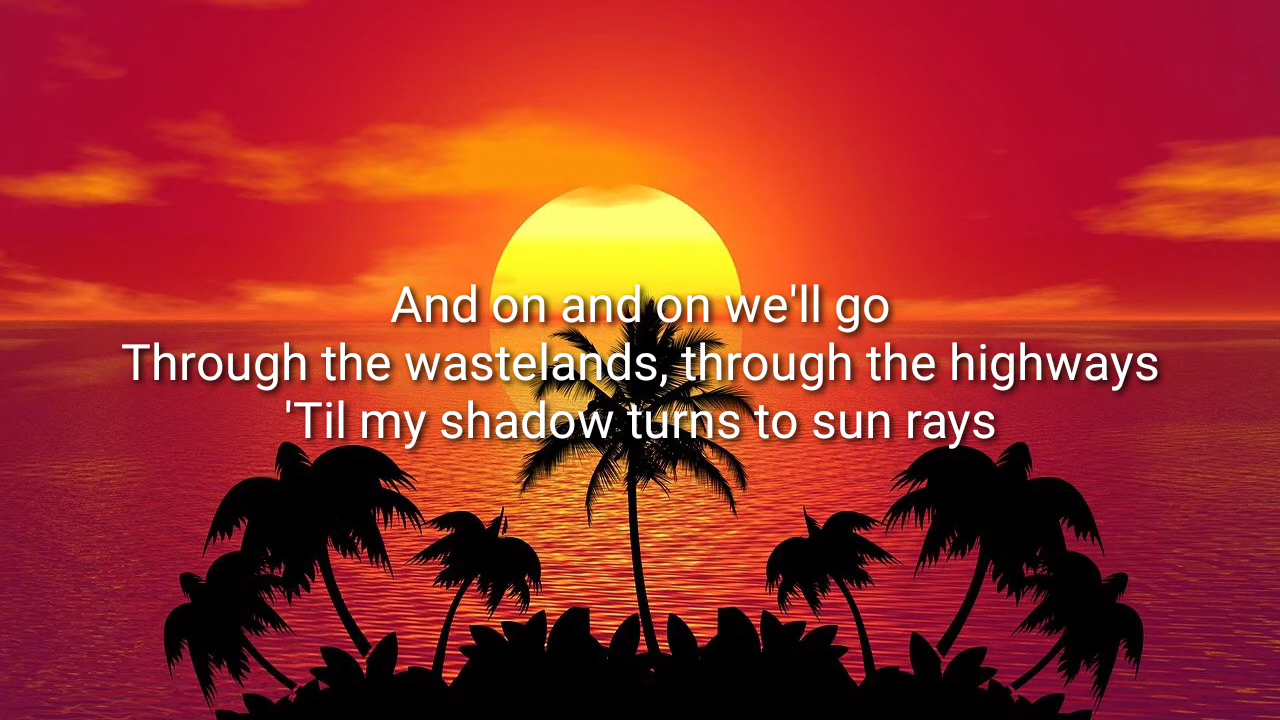 And on and on we'll go
Through the wastelands, through the highways
'Til my shadow turns to sun rays